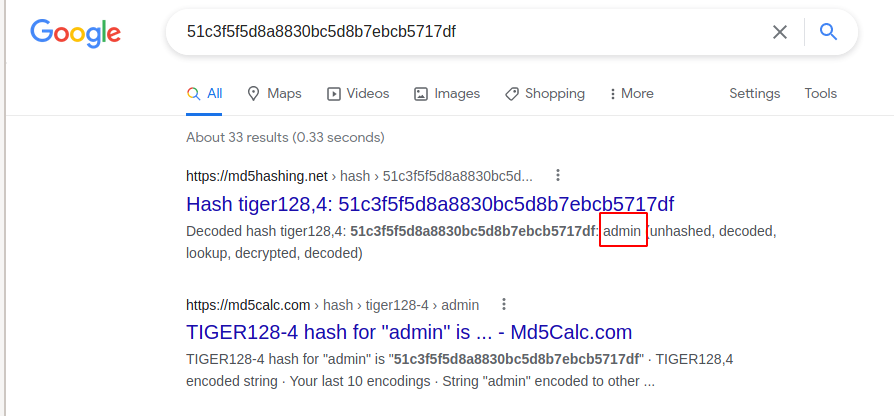 Google 51c3f5f5d8a8830bc5d8b7ebcb5717df
All Maps Videos Images Shopping More Settings Tools
About 33 results (0.33 seconds)
https://md5hashing.net › hash › 51c3f5f5d8a8830bc5d...
Hash tiger128,4: 51c3f5f5d8a8830bc5d8b7ebcb5717df
Decoded hash tiger128,4: 51c3f5f5d8a8830bc5d8b7ebcb5717df: admin (unhashed, decoded,
lookup, decrypted, decoded)
https://md5calc.com › hash › tiger128-4 › admin
TIGER128-4 hash for "admin" is ... - Md5Calc.com
TIGER128-4 hash for "admin" is "51c3f5f5d8a8830bc5d8b7ebcb5717df" · TIGER128,4
encoded string · Your last 10 encodings · String "admin" encoded to other ...